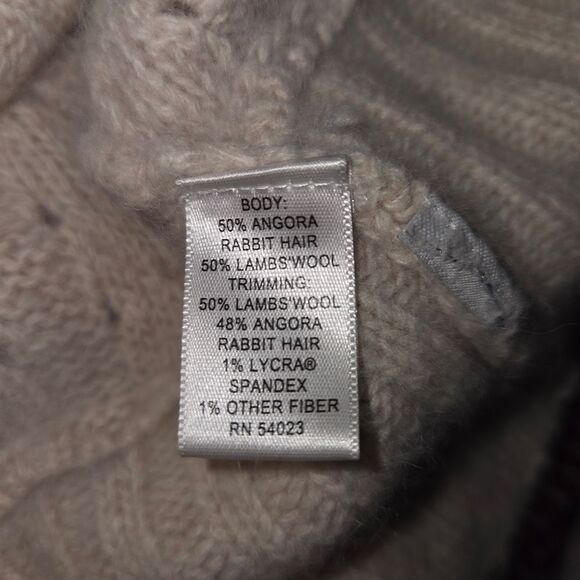 BODY:
50% ANGORA
RABBIT HAIR
50% LAMBS'WOOL
TRIMMING:
50% LAMBS'WOOL
48% ANGORA
RABBIT HAIR
1% LYCRA®
SPANDEX
1% OTHER FIBER
RN 54023